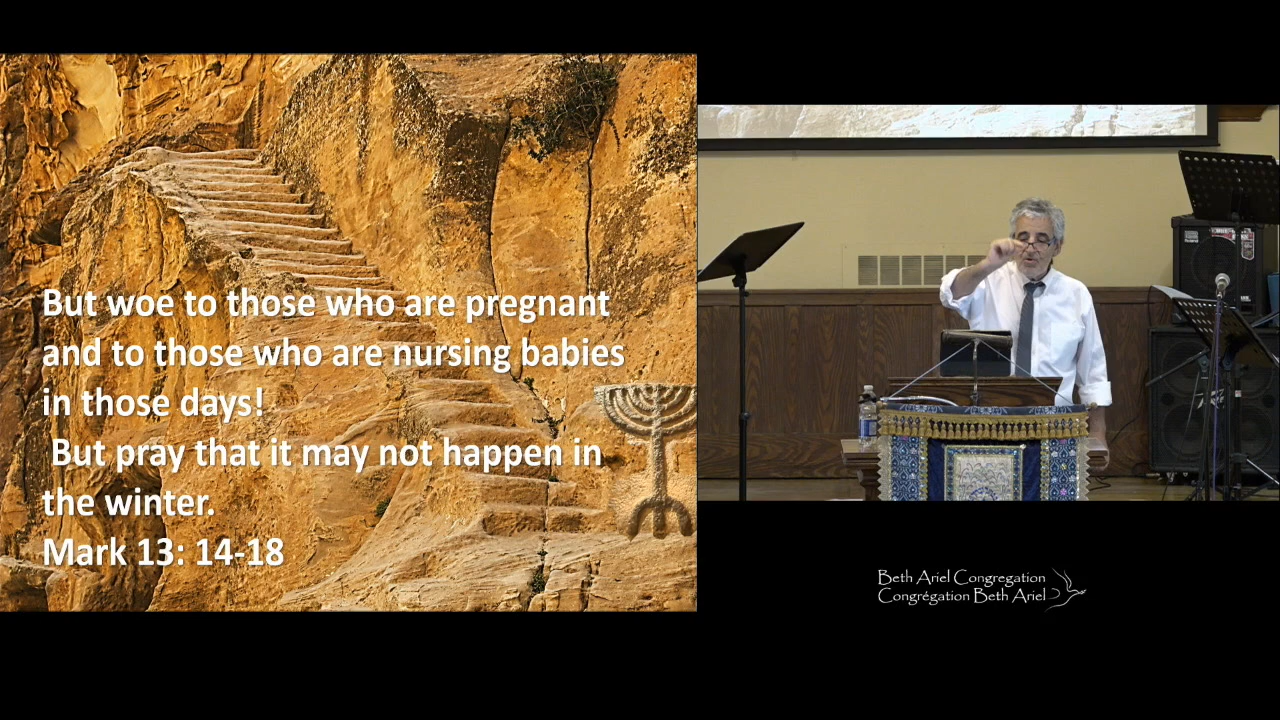 But woe to those who are pregnant
and to those who are nursing babies
in those days!
But pray that it may not happen in
the winter.
Mark 13: 14-18
Beth Ariel Congregation
Congrégation Beth Ariel